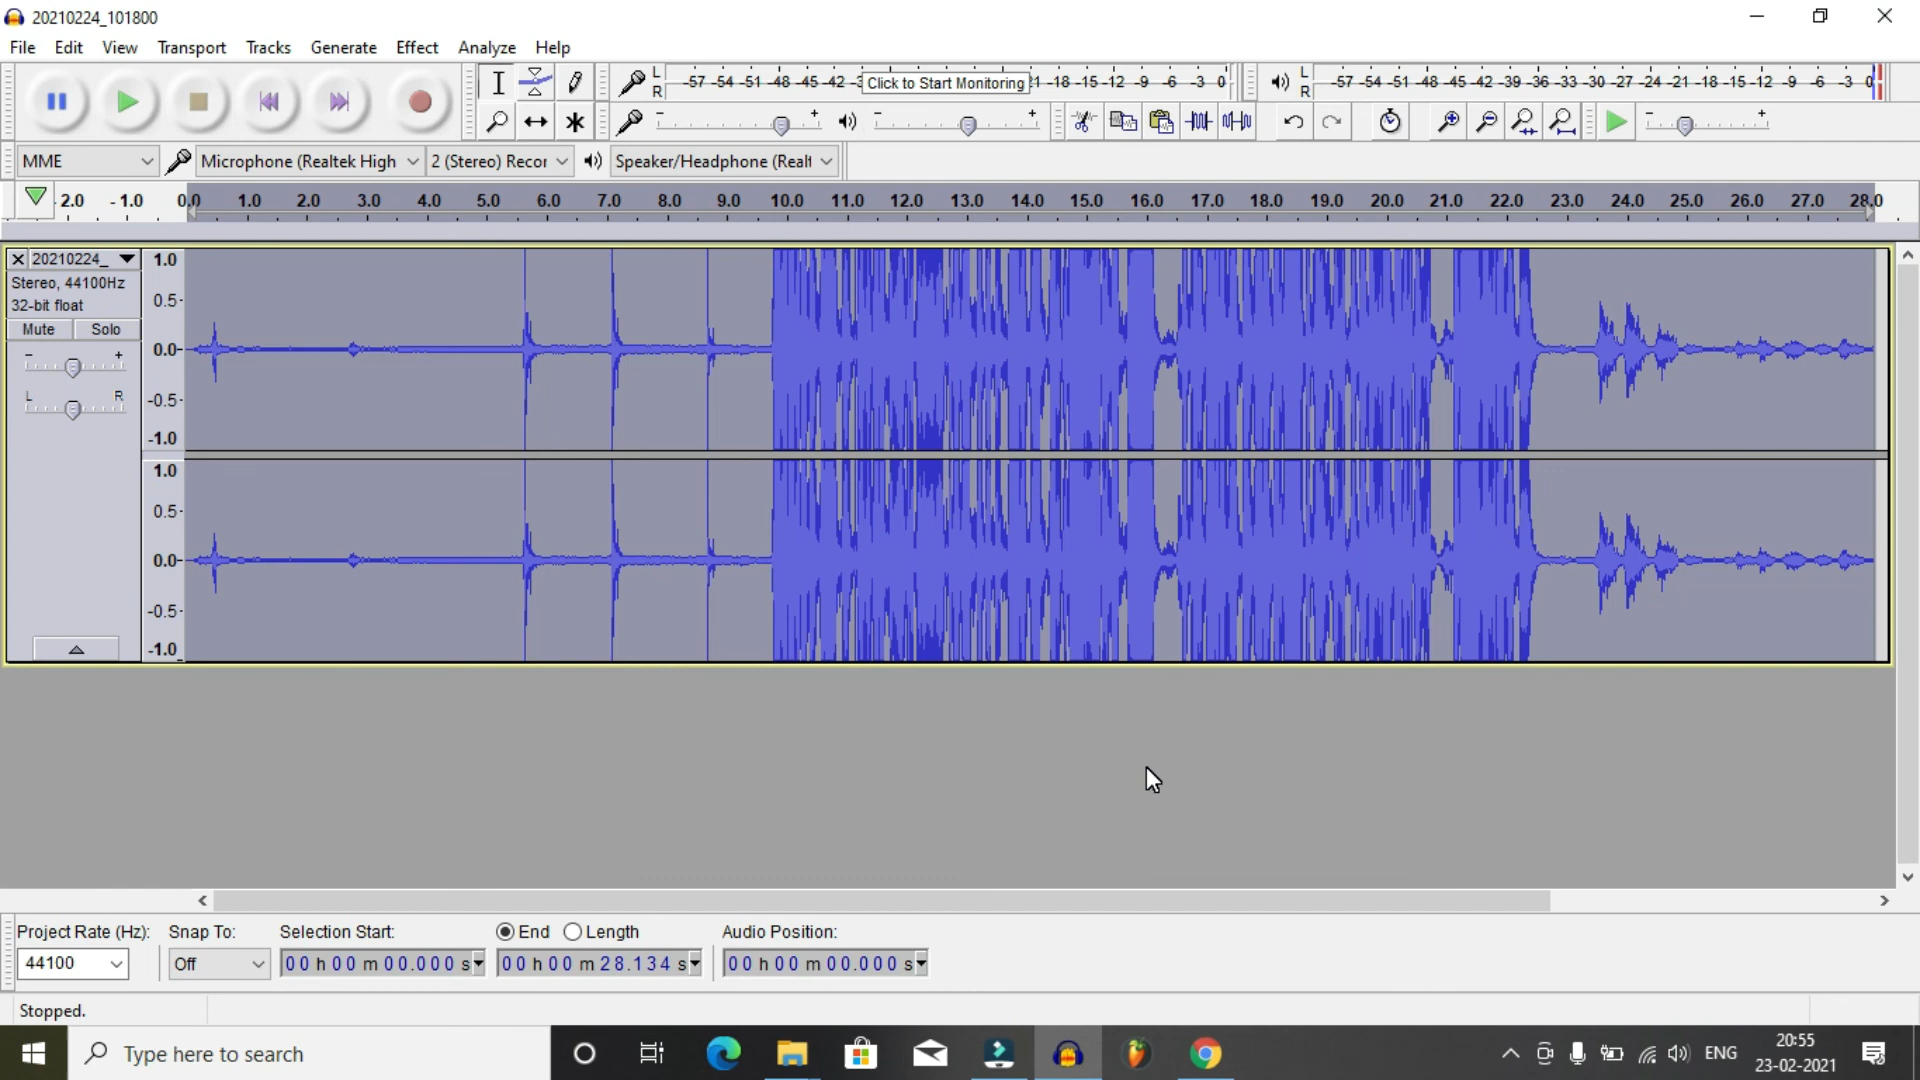 20210224_101800
File Edit View Transport Tracks Generate Effect Analyze Help
L R -57 -54 -51 -48 -45 -42 -3 Click to Start Monitoring 1 -18 -15 -12 -9 -6 -3 0 L R -57 -54 -51 -48 -45 -42 -39 -36 -33 -30 -27 -24 -21 -18 -15 -12 -9 -6 -3 0
- + - + - +
MME Microphone (Realtek High 2 (Stereo) Recor Speaker/Headphone (Realt
2.0 -1.0 0.0 1.0 2.0 3.0 4.0 5.0 6.0 7.0 8.0 9.0 10.0 11.0 12.0 13.0 14.0 15.0 16.0 17.0 18.0 19.0 20.0 21.0 22.0 23.0 24.0 25.0 26.0 27.0 28.0
20210224_ 1.0
Stereo, 44100Hz
32-bit float 0.5-
Mute Solo
- + 0.0-
L R -0.5-
-1.0
1.0
0.5-
0.0-
-0.5-
-1.0
Project Rate (Hz): Snap To: Selection Start: End Length Audio Position:
44100 Off 00 h 00 m 00.000 s 00 h 00 m 28.134 s 00 h 00 m 00.000 s
Stopped.
Type here to search ENG 20:55
23-02-2021